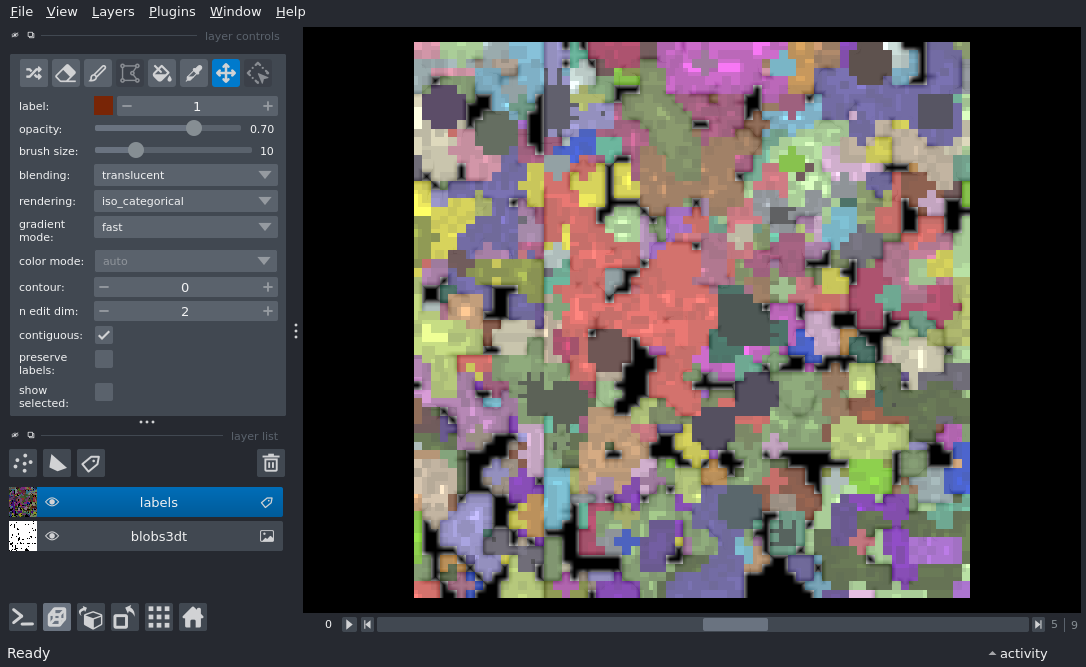 File View Layers Plugins Window Help
layer controls
label: 1
opacity: 0.70
brush size: 10
blending: translucent
rendering: iso_categorical
gradient
mode: fast
color mode: auto
contour: 0
n edit dim: 2
contiguous:
preserve
labels:
show
selected:
layer list
labels
blobs3dt
0 5 | 9
Ready activity